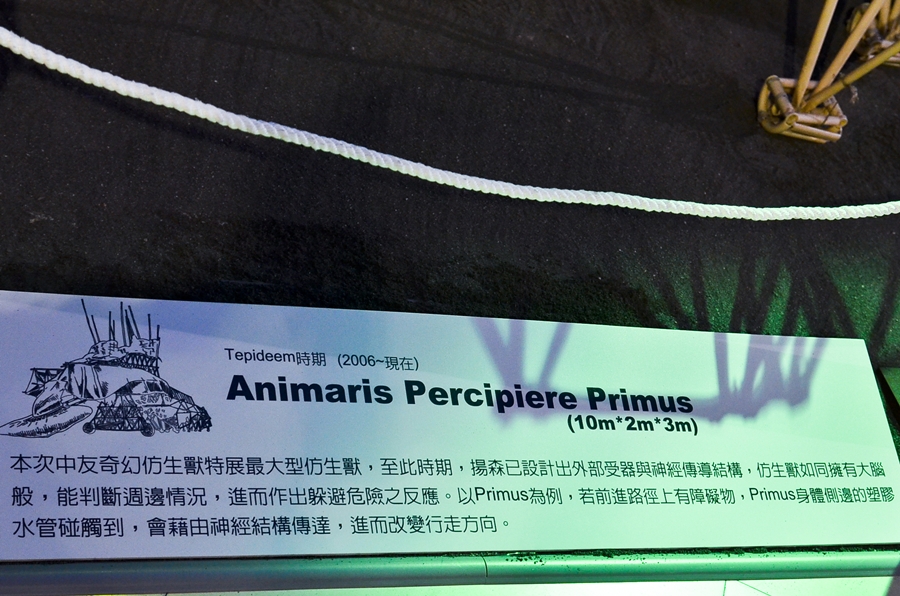 Tepideem時期 (2006~現在)
Animaris Percipiere Primus
(10m*2m*3m)
本次中友奇幻仿生獸特展最大型仿生獸，至此時期，揚森已設計出外部受器與神經傳導結構，仿生獸如同擁有大腦
般，能判斷週邊情況，進而作出躲避危險之反應。以Primus為例，若前進路徑上有障礙物，Primus身體側邊的塑膠
水管碰觸到，會藉由神經結構傳達，進而改變行走方向。